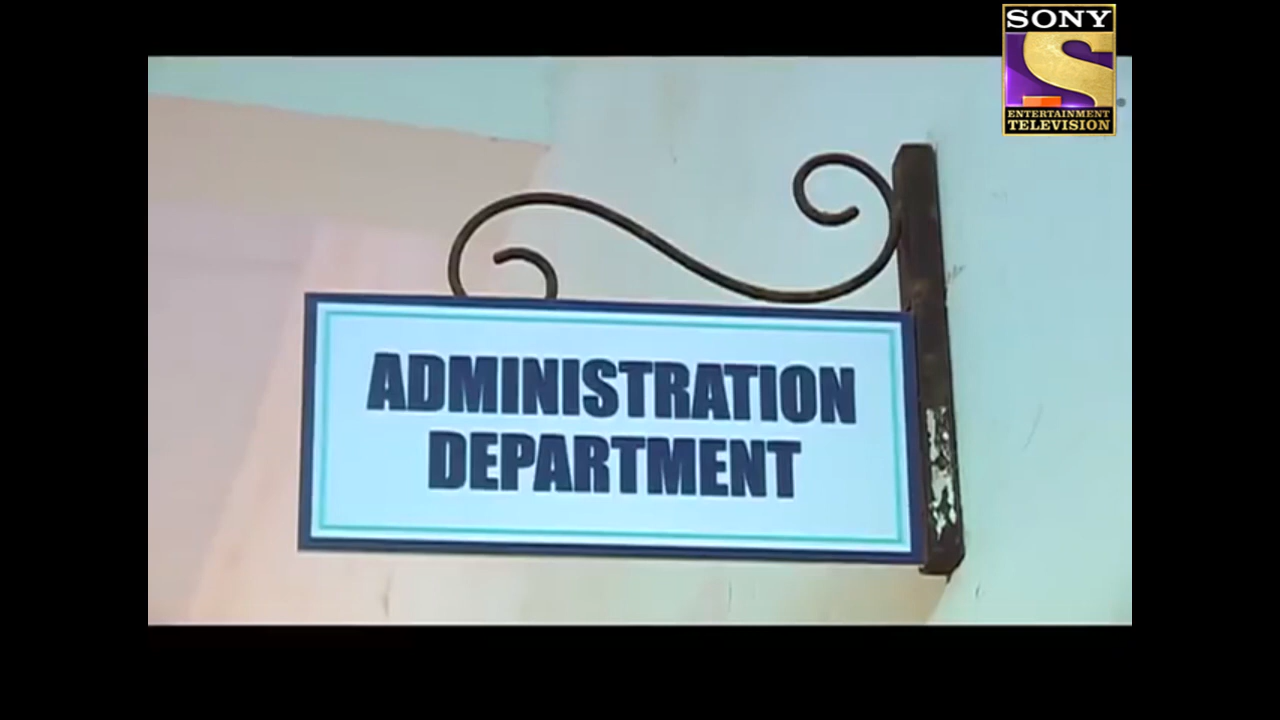 SONY
ENTERTAINMENT
TELEVISION
ADMINISTRATION
DEPARTMENT